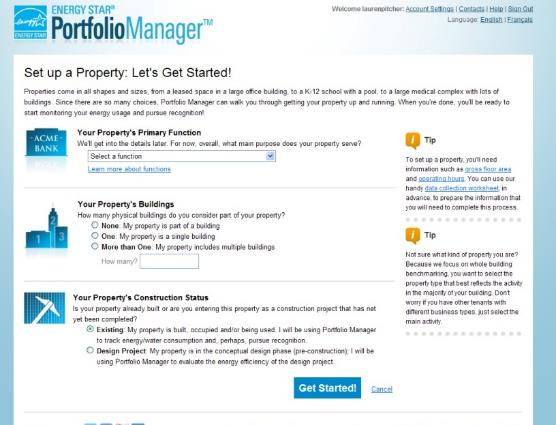 ENERGY STAR®
PortfolioManager™
ENERGY STAR
Welcome laurenpitcher: Account Settings | Contacts | Help | Sign Out
Language: English | Français
Set up a Property: Let's Get Started!
Properties come in all shapes and sizes, from a leased space in a large office building, to a K-12 school with a pool, to a large medical complex with lots of
buildings. Since there are so many choices, Portfolio Manager can walk you through getting your property up and running. When you're done, you'll be ready to
start monitoring your energy usage and pursue recognition!
ACME
BANK
Your Property's Primary Function
We'll get into the details later. For now, overall, what main purpose does your property serve?
Select a function
Learn more about functions
1 2 3
Your Property's Buildings
How many physical buildings do you consider part of your property?
None: My property is part of a building
One: My property is a single building
More than One: My property includes multiple buildings
How many?
Your Property's Construction Status
Is your property already built or are you entering this property as a construction project that has not
yet been completed?
Existing: My property is built, occupied and/or being used. I will be using Portfolio Manager
to track energy/water consumption and, perhaps, pursue recognition.
Design Project: My property is in the conceptual design phase (pre-construction); I will be
using Portfolio Manager to evaluate the energy efficiency of the design project.
Get Started!
Cancel
Tip
To set up a property, you'll need
information such as gross floor area
and operating hours. You can use our
handy data collection worksheet, in
advance, to prepare the information that
you will need to complete this process.
Tip
Not sure what kind of property you are?
Because we focus on whole building
benchmarking, you want to select the
property type that best reflects the activity
in the majority of your building. Don't
worry if you have other tenants with
different business types, just select the
main activity.